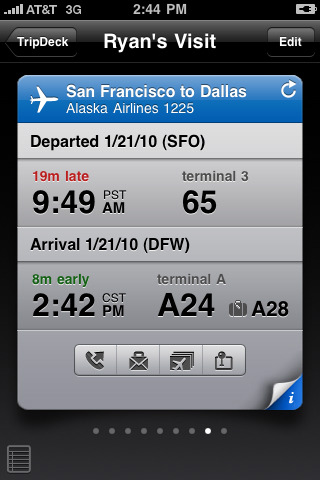 AT&T 3G 2:44 PM
TripDeck Ryan's Visit Edit
San Francisco to Dallas
Alaska Airlines 1225
Departed 1/21/10 (SFO)
19m late terminal 3
9:49 PST AM 65
Arrival 1/21/10 (DFW)
8m early terminal A
2:42 CST PM A24 A28
i